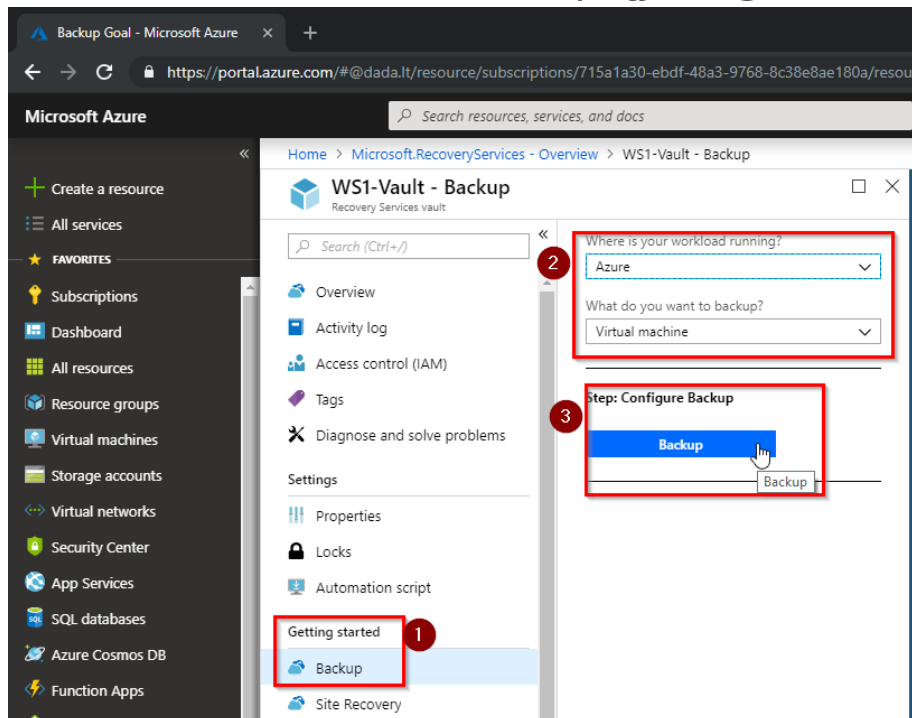 Backup Goal - Microsoft Azure
https://portal.azure.com/#@dada.lt/resource/subscriptions/715a1a30-ebdf-48a3-9768-8c38e8ae180a/resou
Microsoft Azure
Search resources, services, and docs
Home > Microsoft.RecoveryServices - Overview > WS1-Vault - Backup
Create a resource
All services
FAVORITES
Subscriptions
Dashboard
All resources
Resource groups
Virtual machines
Storage accounts
Virtual networks
Security Center
App Services
SQL databases
Azure Cosmos DB
Function Apps
WS1-Vault - Backup
Recovery Services vault
Search (Ctrl+/)
Overview
Activity log
Access control (IAM)
Tags
Diagnose and solve problems
Settings
Properties
Locks
Automation script
Getting started
1
Backup
Site Recovery
2
Where is your workload running?
Azure
What do you want to backup?
Virtual machine
3
Step: Configure Backup
Backup
Backup